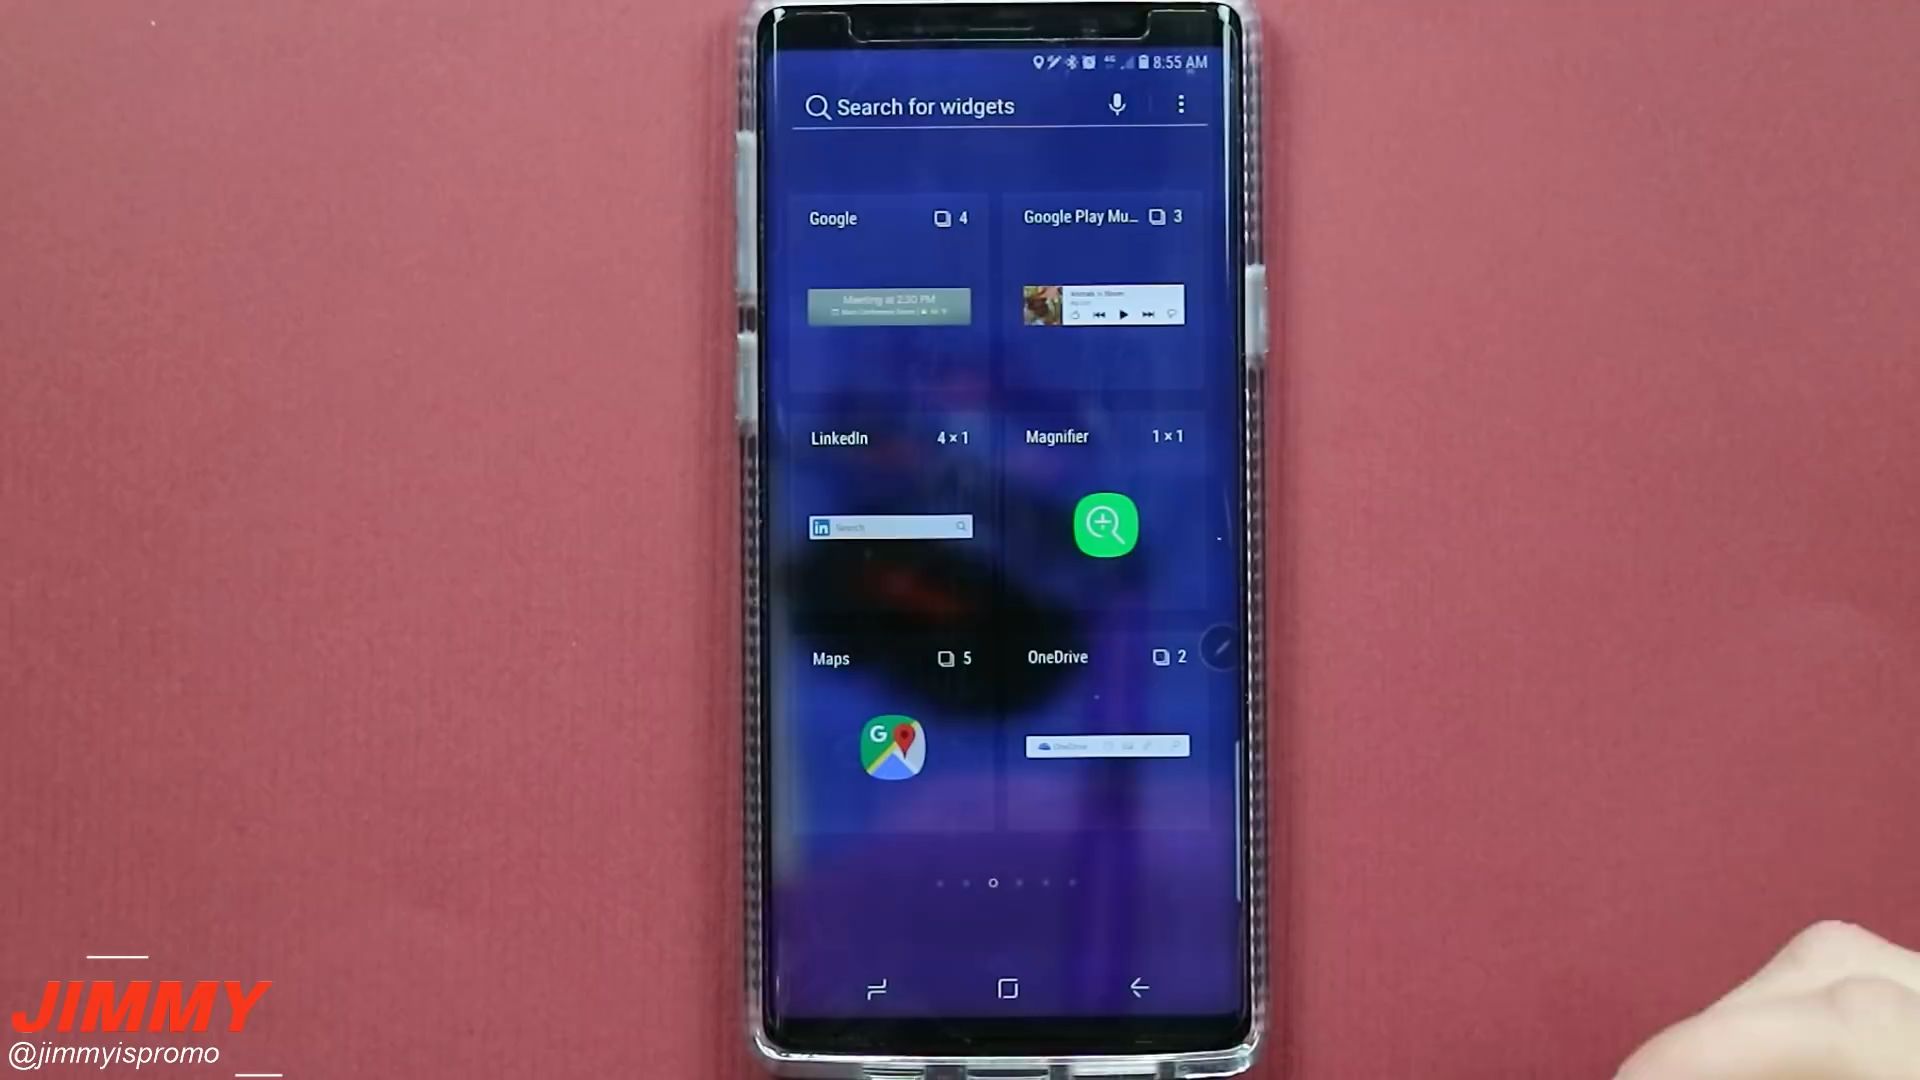 8:55 AM
Search for widgets
Google 4
Google Play Mu... 3
Meeting at 2:30 PM
LinkedIn 4 × 1
Magnifier 1 × 1
in Search
Maps 5
OneDrive 2
G
OneDrive
JIMMY
@jimmyispromo